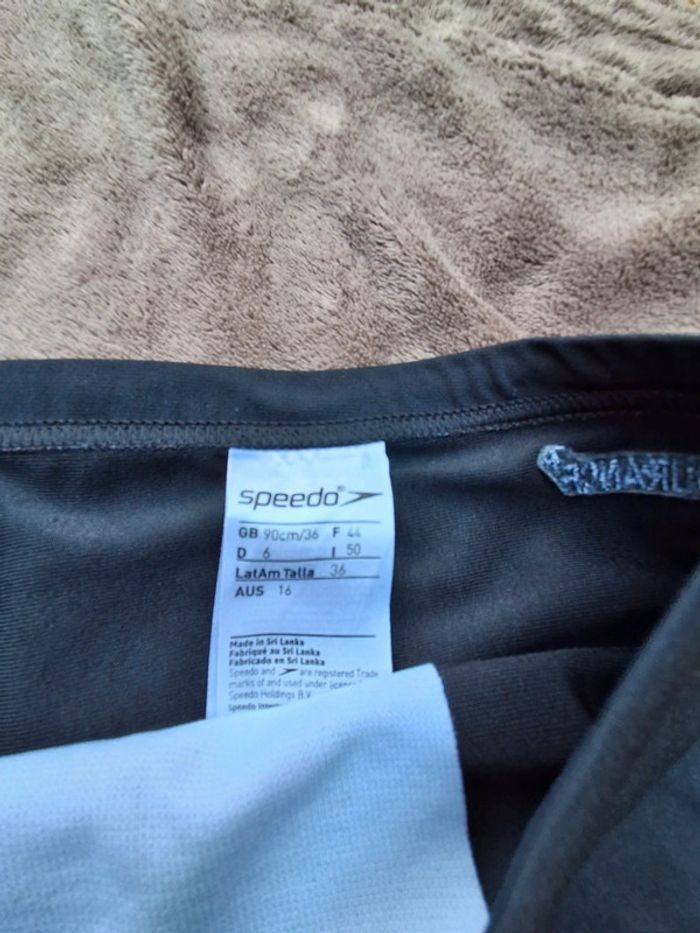 speedo®
GB 90cm/36 F 44
D 6 I 50
LatAm Talla 36
AUS 16
Made in Sri Lanka
Fabriqué au Sri Lanka
Fabricado en Sri Lanka
Speedo and are registered Trade
marks of and used under
Speedo Holdings B.V
Speedo